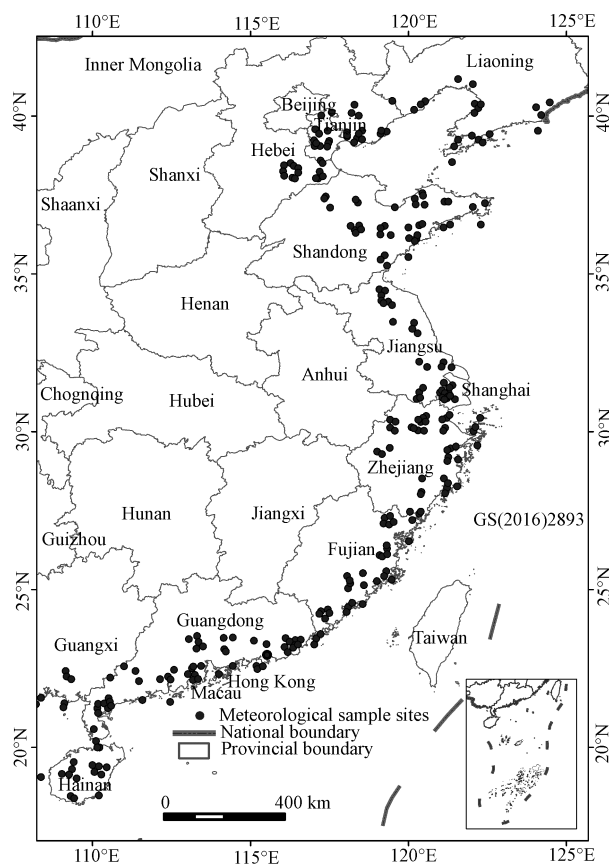 110°E 115°E 120°E 125°E
Inner Mongolia
Liaoning
40°N
Beijing
Tianjin
40°N
Hebei
Shanxi
Shaanxi
Shandong
35°N
35°N
Henan
Jiangsu
Anhui
Shanghai
Chognqing
Hubei
30°N
30°N
Zhejiang
Hunan
Jiangxi
GS(2016)2893
Guizhou
Fujian
25°N
25°N
Guangdong
Guangxi
Taiwan
Hong Kong
Macau
Meteorological sample sites
National boundary
Provincial boundary
20°N
20°N
Hainan
0 400 km
110°E 115°E 120°E 125°E